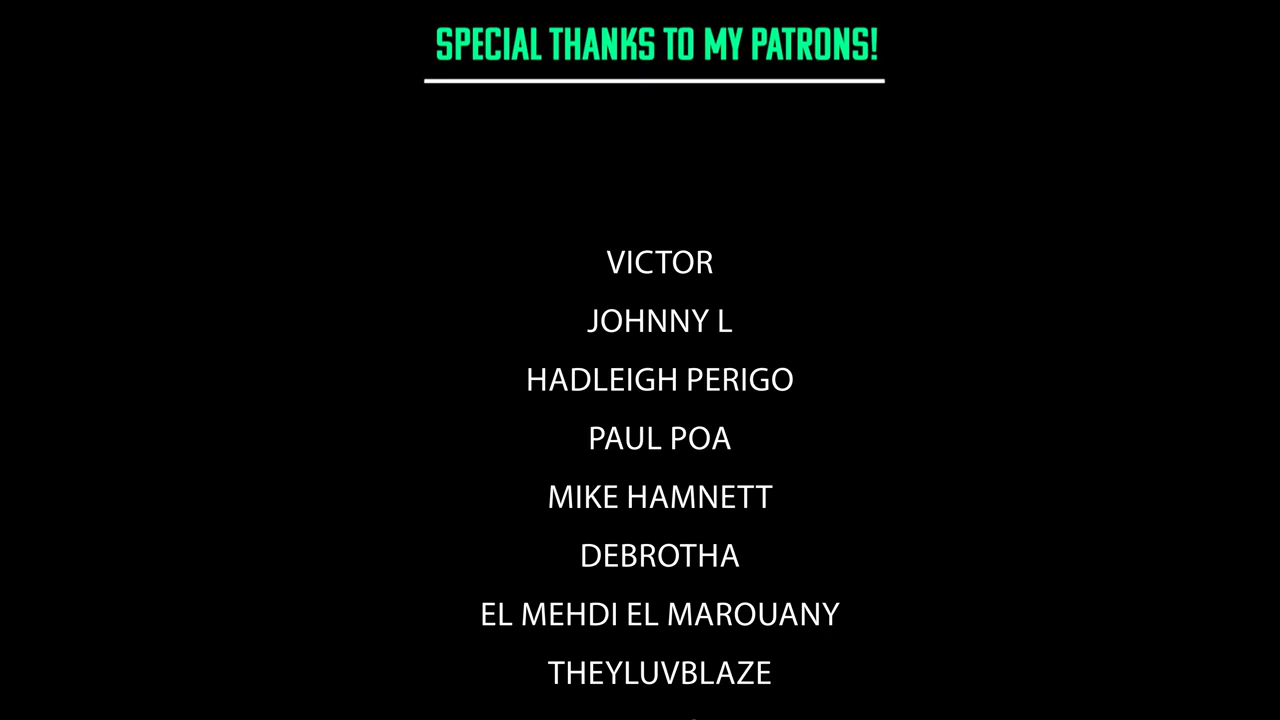 SPECIAL THANKS TO MY PATRONS!
VICTOR
JOHNNY L
HADLEIGH PERIGO
PAUL POA
MIKE HAMNETT
DEBROTHA
EL MEHDI EL MAROUANY
THEYLUVBLAZE